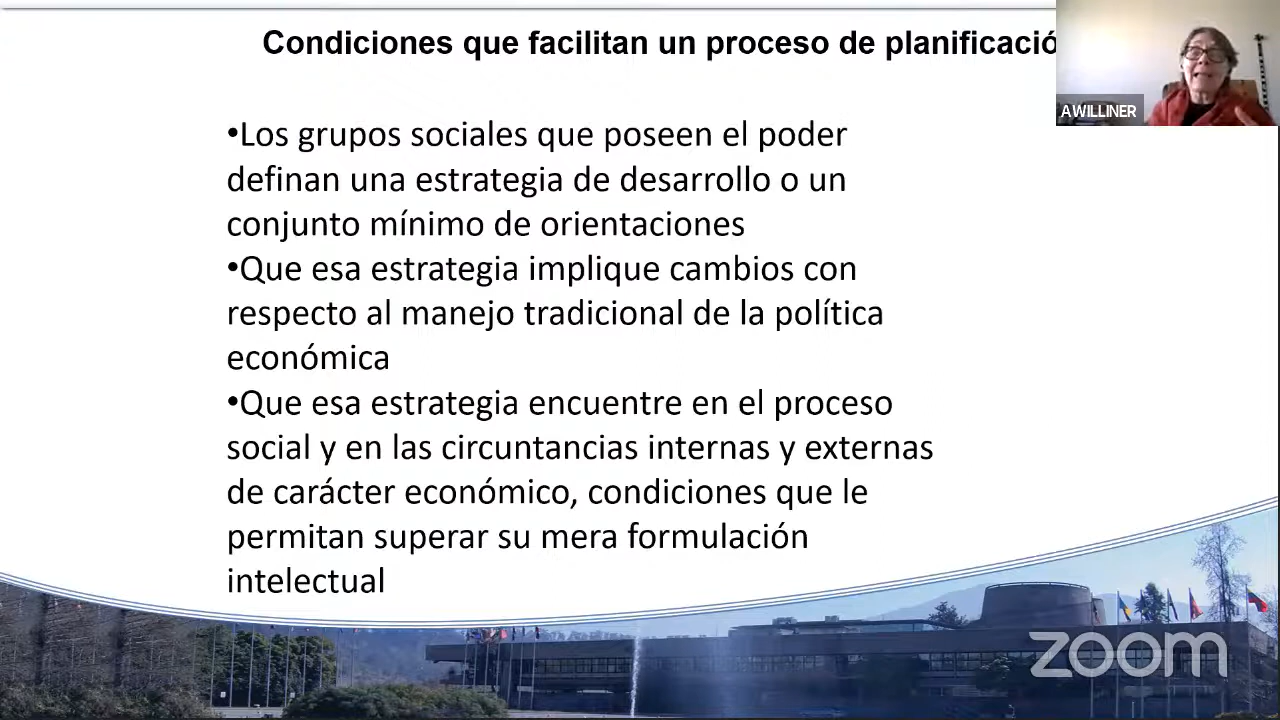 Condiciones que facilitan un proceso de planificació
AWILLINER
•Los grupos sociales que poseen el poder
definan una estrategia de desarrollo o un
conjunto mínimo de orientaciones
•Que esa estrategia implique cambios con
respecto al manejo tradicional de la política
económica
•Que esa estrategia encuentre en el proceso
social y en las circuntancias internas y externas
de carácter económico, condiciones que le
permitan superar su mera formulación
intelectual
zoom